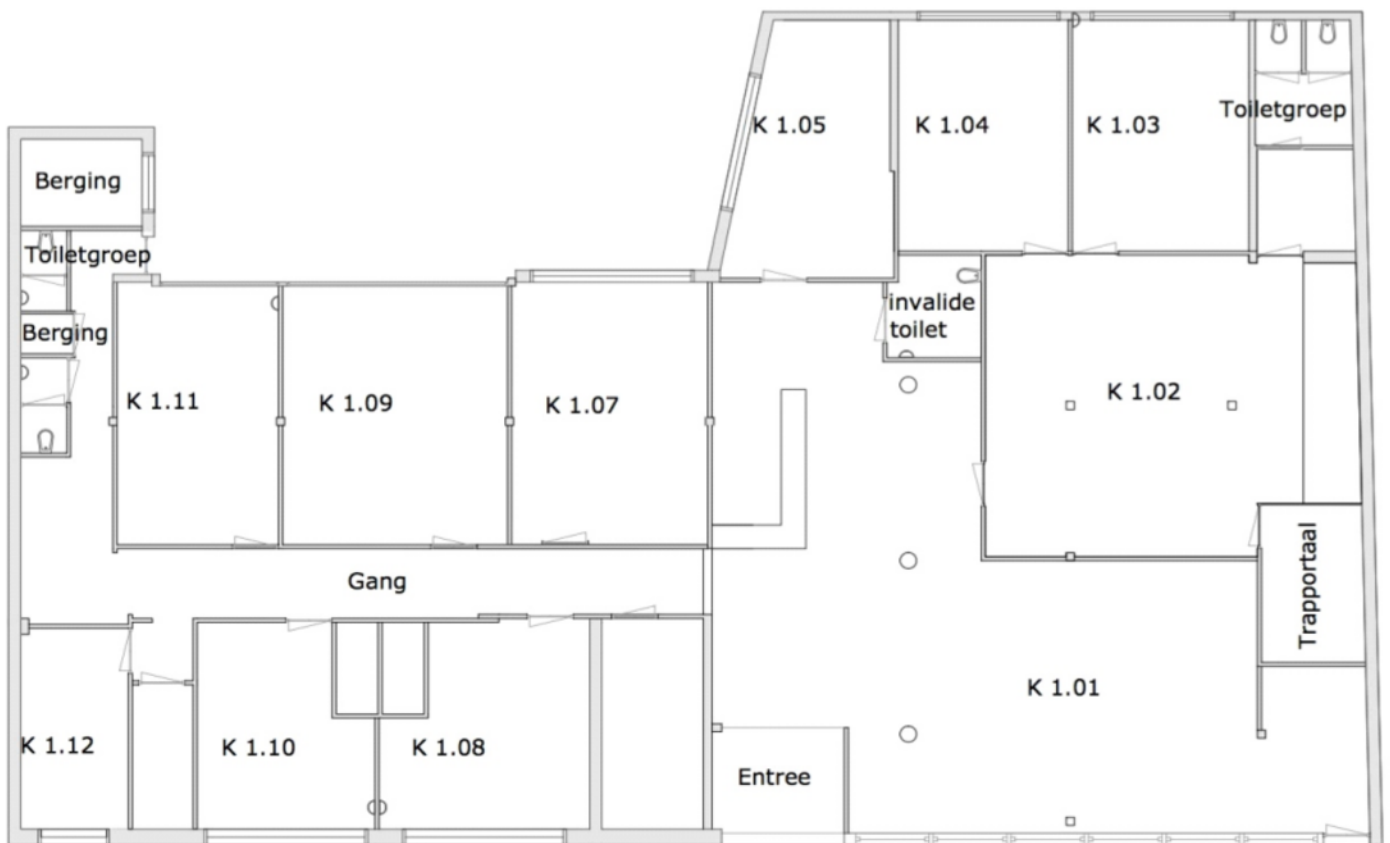 K 1.05
K 1.04
K 1.03
Toiletgroep
Berging
Toiletgroep
Berging
invalide
toilet
K 1.11
K 1.09
K 1.07
K 1.02
Gang
Trapportaal
K 1.01
K 1.12
K 1.10
K 1.08
Entree